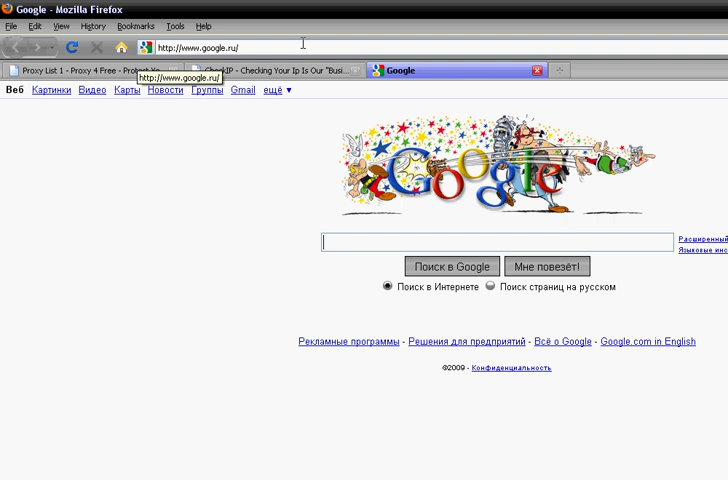 Google - Mozilla Firefox
File Edit View History Bookmarks Tools Help
http://www.google.ru/
Proxy List 1 - Proxy 4 Free - Protect Yo... CheckIP - Checking Your Ip Is Our "Busi... Google
http://www.google.ru/
Веб Картинки Видео Карты Новости Группы Gmail ещё ▼
Google
Расширенный
Языковые инс
Поиск в Google Мне повезёт!
Поиск в Интернете Поиск страниц на русском
Рекламные программы - Решения для предприятий - Всё о Google - Google.com in English
©2009 - Конфиденциальность